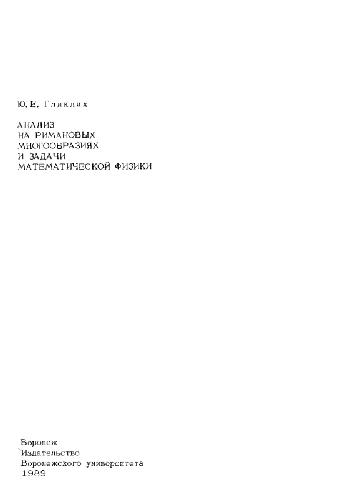 Ю.Е. Гликлих
АНАЛИЗ
НА РИМАНОВЫХ
МНОГООБРАЗИЯХ
И ЗАДАЧИ
МАТЕМАТИЧЕСКОЙ ФИЗИКИ
Воронеж
Издательство
Воронежского университета
1989